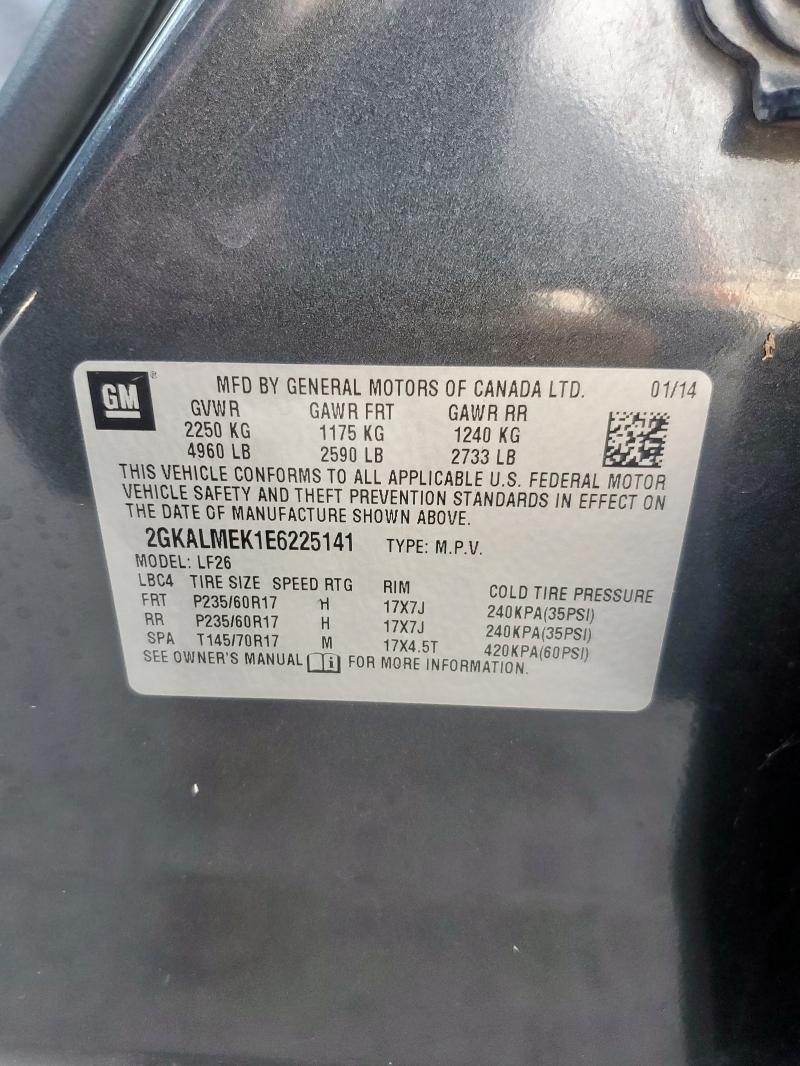 GM ® MFD BY GENERAL MOTORS OF CANADA LTD. 01/14
GVWR GAWR FRT GAWR RR
2250 KG 1175 KG 1240 KG
4960 LB 2590 LB 2733 LB
THIS VEHICLE CONFORMS TO ALL APPLICABLE U.S. FEDERAL MOTOR
VEHICLE SAFETY AND THEFT PREVENTION STANDARDS IN EFFECT ON
THE DATE OF MANUFACTURE SHOWN ABOVE.
2GKALMEK1E6225141 TYPE: M.P.V.
MODEL: LF26
LBC4 TIRE SIZE SPEED RTG RIM COLD TIRE PRESSURE
FRT P235/60R17 H 17X7J 240KPA(35PSI)
RR P235/60R17 H 17X7J 240KPA(35PSI)
SPA T145/70R17 M 17X4.5T 420KPA(60PSI)
SEE OWNER'S MANUAL i FOR MORE INFORMATION.